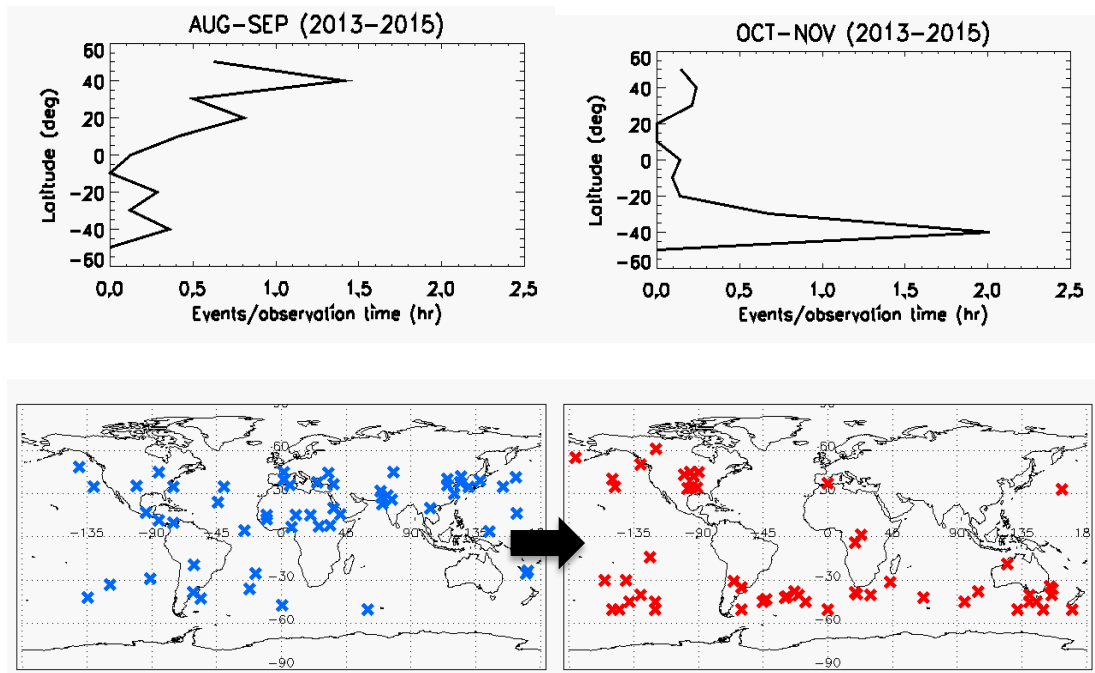 AUG-SEP (2013-2015)
60
40
20
0
-20
-40
-60
Latitude (deg)
0.0 0.5 1.0 1.5 2.0 2.5
Events/observation time (hr)
OCT-NOV (2013-2015)
60
40
20
0
-20
-40
-60
Latitude (deg)
0.0 0.5 1.0 1.5 2.0 2.5
Events/observation time (hr)
60
30
-135 -90 -45 0 45 90 135 18
-30
-60
-90
60
30
-135 -90 -45 0 45 90 135 18
-30
-60
-90